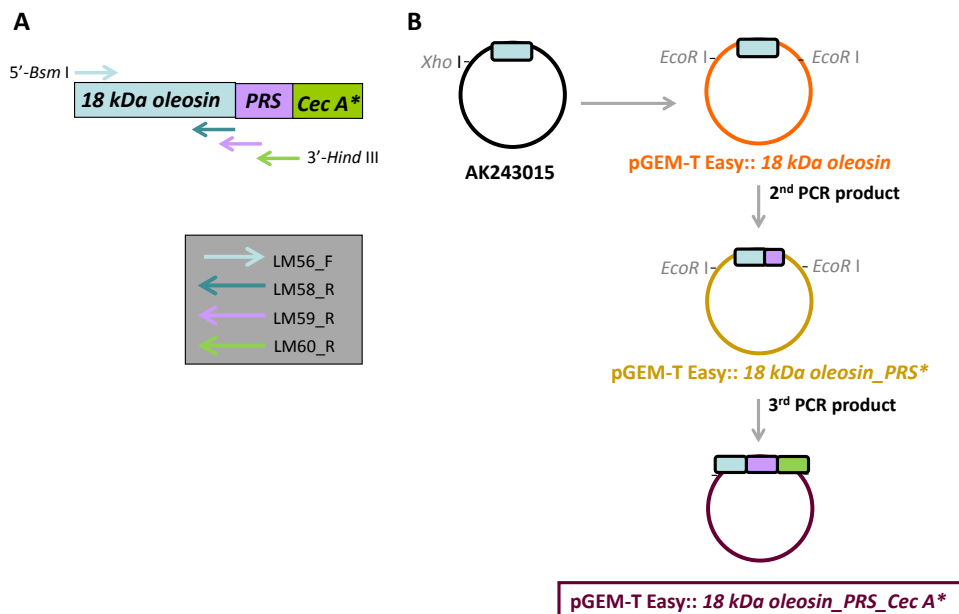 A
5'-Bsm I
18 kDa oleosin PRS Cec A*
3'-Hind III
LM56_F
LM58_R
LM59_R
LM60_R
B
Xho I
AK243015
EcoR I EcoR I
pGEM-T Easy:: 18 kDa oleosin
2nd PCR product
EcoR I EcoR I
pGEM-T Easy:: 18 kDa oleosin_PRS*
3rd PCR product
pGEM-T Easy:: 18 kDa oleosin_PRS_Cec A*